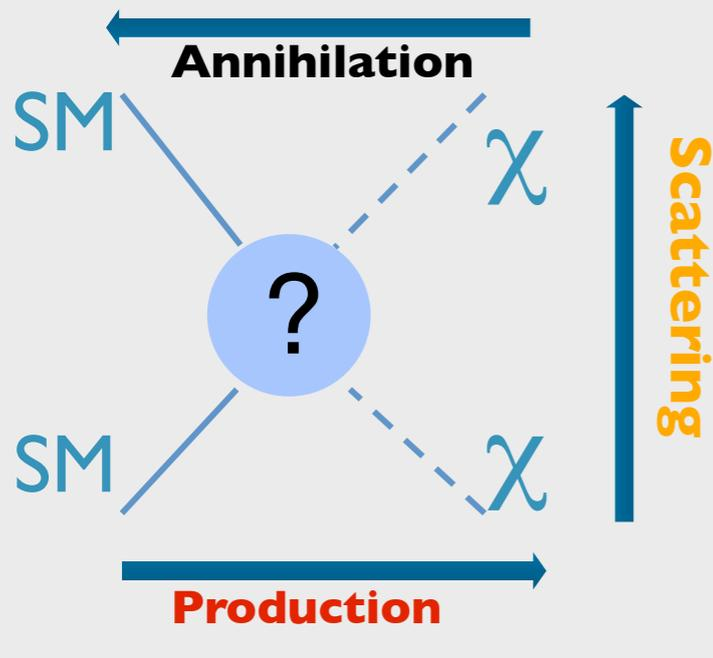 Annihilation
SM
χ
Scattering
?
SM
χ
Production